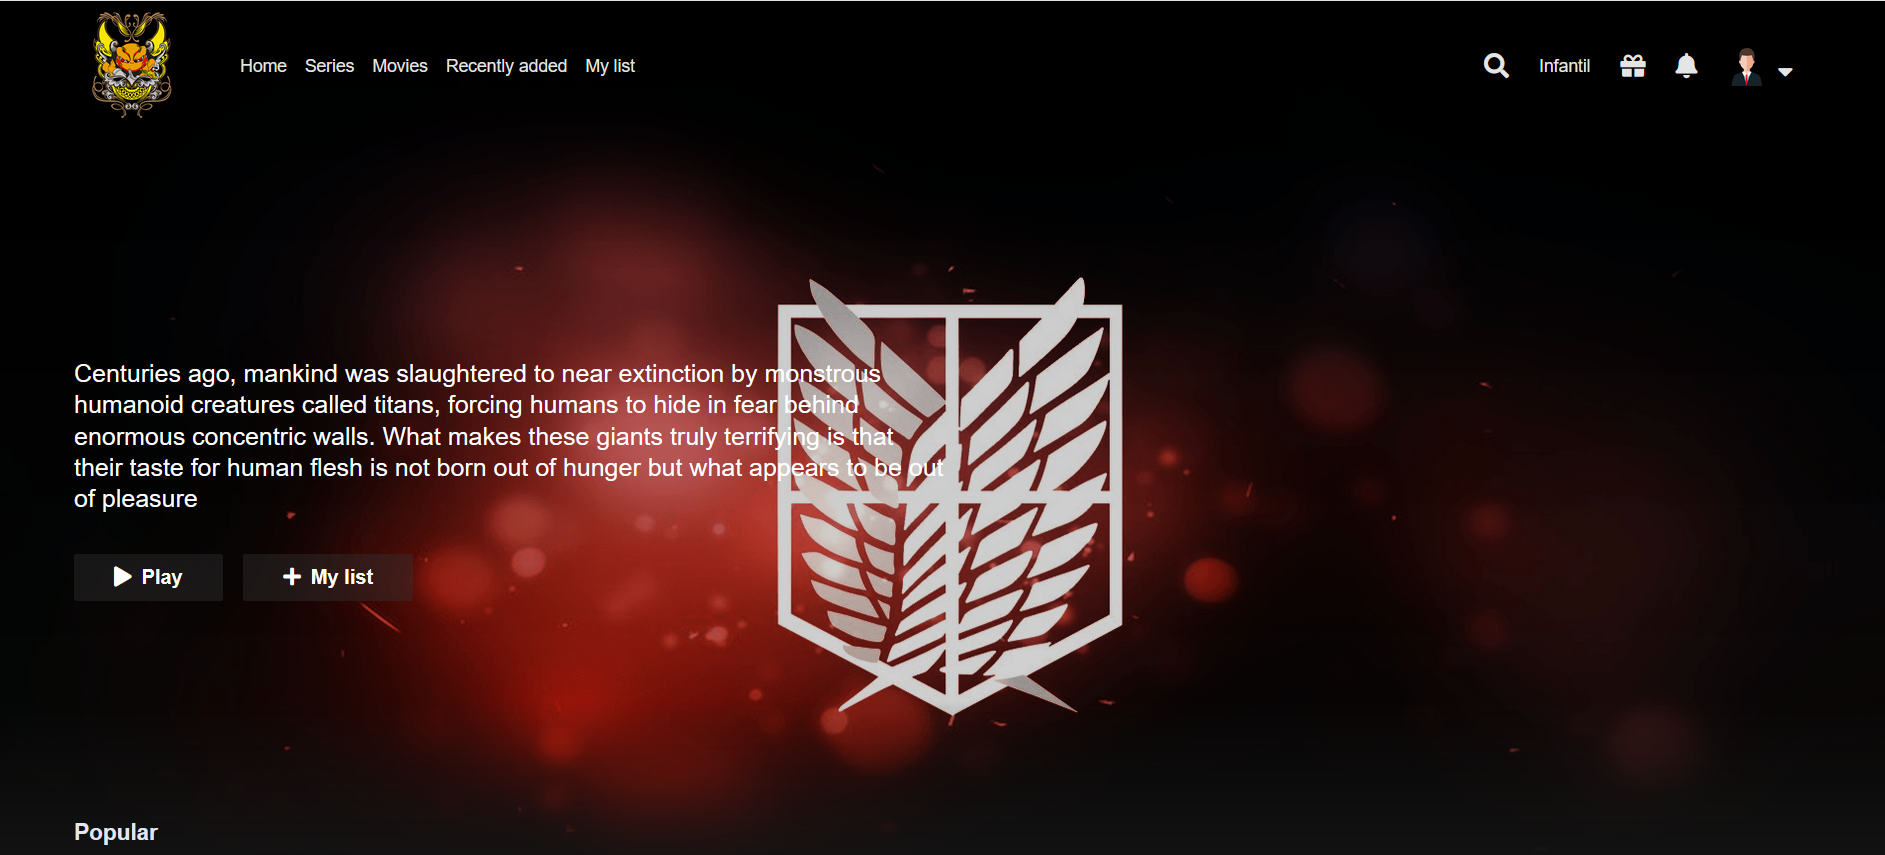 Home Series Movies Recently added My list Infantil
Centuries ago, mankind was slaughtered to near extinction by monstrous
humanoid creatures called titans, forcing humans to hide in fear behind
enormous concentric walls. What makes these giants truly terrifying is that
their taste for human flesh is not born out of hunger but what appears to be out
of pleasure
Play My list
Popular